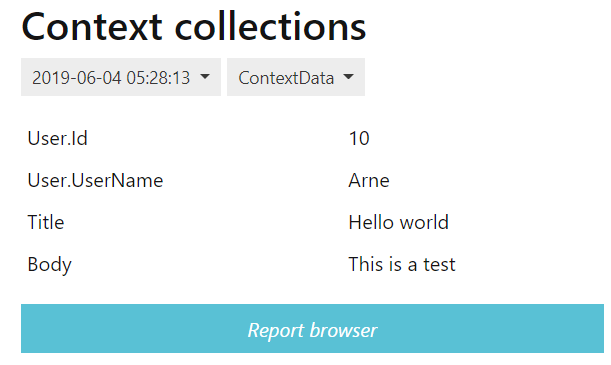 Context collections
2019-06-04 05:28:13 ContextData
User.Id 10
User.UserName Arne
Title Hello world
Body This is a test
Report browser